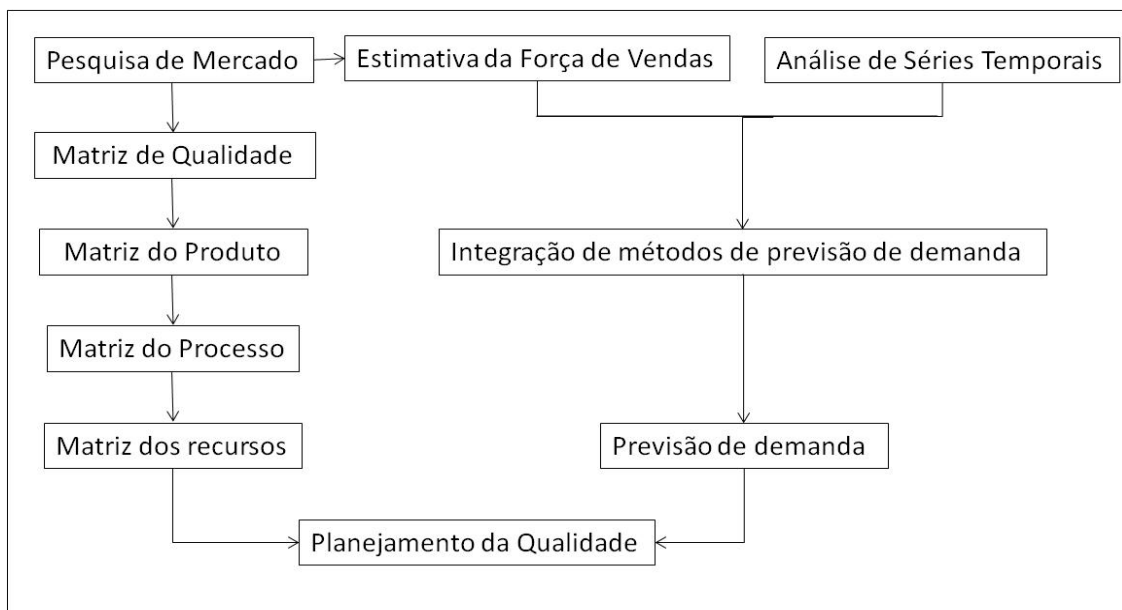 Pesquisa de Mercado
Estimativa da Força de Vendas
Análise de Séries Temporais
Matriz de Qualidade
Matriz do Produto
Integração de métodos de previsão de demanda
Matriz do Processo
Matriz dos recursos
Previsão de demanda
Planejamento da Qualidade